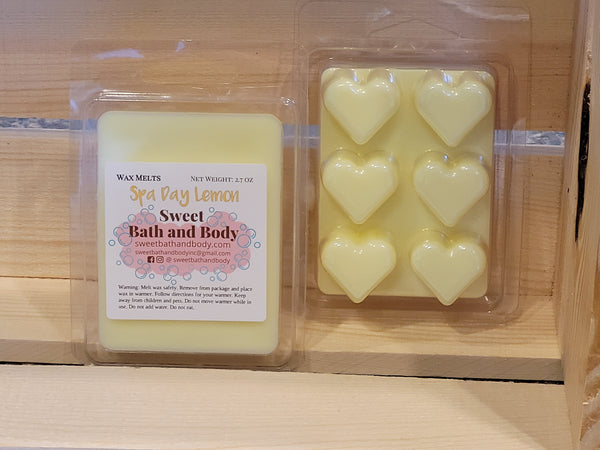 Wax Melts Net Weight: 2.7 oz
Spa Day Lemon
Sweet
Bath and Body
sweetbathandbody.com
sweetbathandbodyinc@gmail.com
@ sweetbathandbody
Warning: Melt wax safely. Remove from package and place
wax in warmer. Follow directions for your warmer. Keep
away from children and pets. Do not move warmer while in
use. Do not add water. Do not eat.